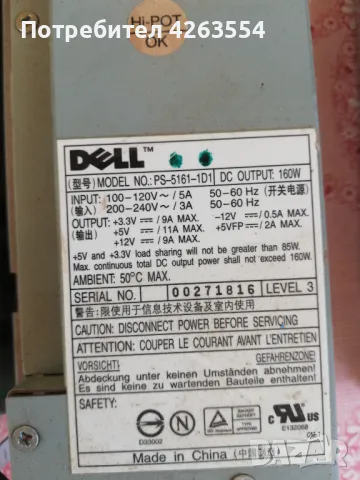 Потребител 4263554
Hi-POT
OK
DELL™
(型号) MODEL NO.: PS-5161-1D1 DC OUTPUT: 160W
INPUT: 100-120V~/5A 50-60 Hz (开关电源)
(输入) 200-240V~/3A 50-60 Hz
OUTPUT: +3.3V ⎓/9A MAX. -12V ⎓/0.5A MAX.
(输出) +5V ⎓/11A MAX. +5VFP ⎓/2A MAX.
+12V ⎓/9A MAX.
+5V and +3.3V load sharing will not be greater than 85W.
Max. continuous total DC output power shall not exceed 160W.
AMBIENT: 50°C MAX.
SERIAL NO. 00271816 LEVEL 3
警告: 限使用于信息技术设备及室内使用
CAUTION: DISCONNECT POWER BEFORE SERVICING
ATTENTION: COUPER LE COURANT AVANT L'ENTRETIEN
VORSICHT! GEFAHRENZONE!
Abdeckung unter keinen Umständen abnehmen
Es sind keine zu wartenden Bauteile enthalten
SAFETY:
D33002
c UL us
E132068
Made in China (中国制造)
bazar